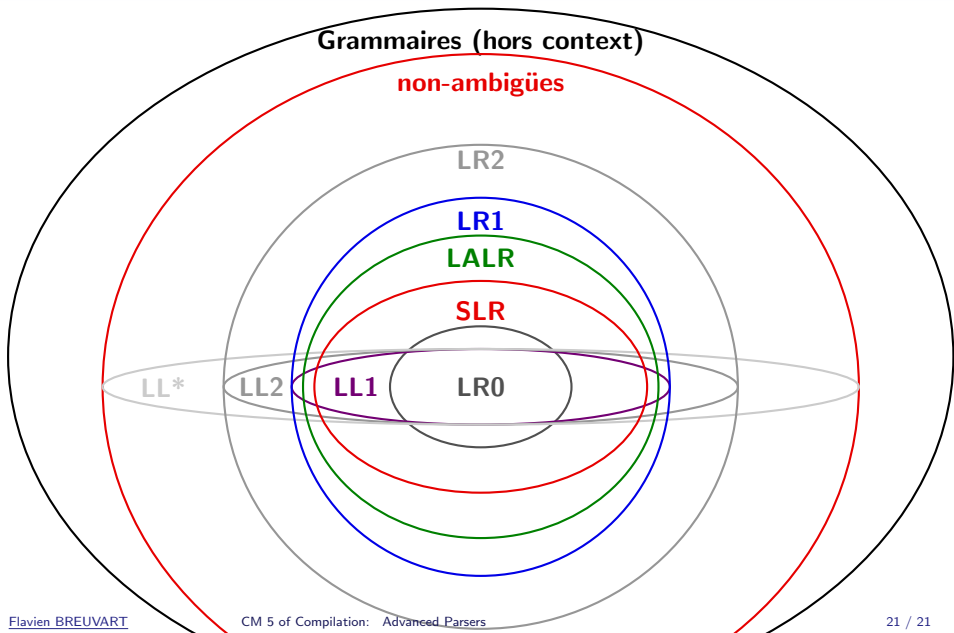 Grammaires (hors context)
non-ambigües
LR2
LR1
LALR
SLR
LL* LL2 LL1 LR0
Flavien BREUVART CM 5 of Compilation: Advanced Parsers 21 / 21